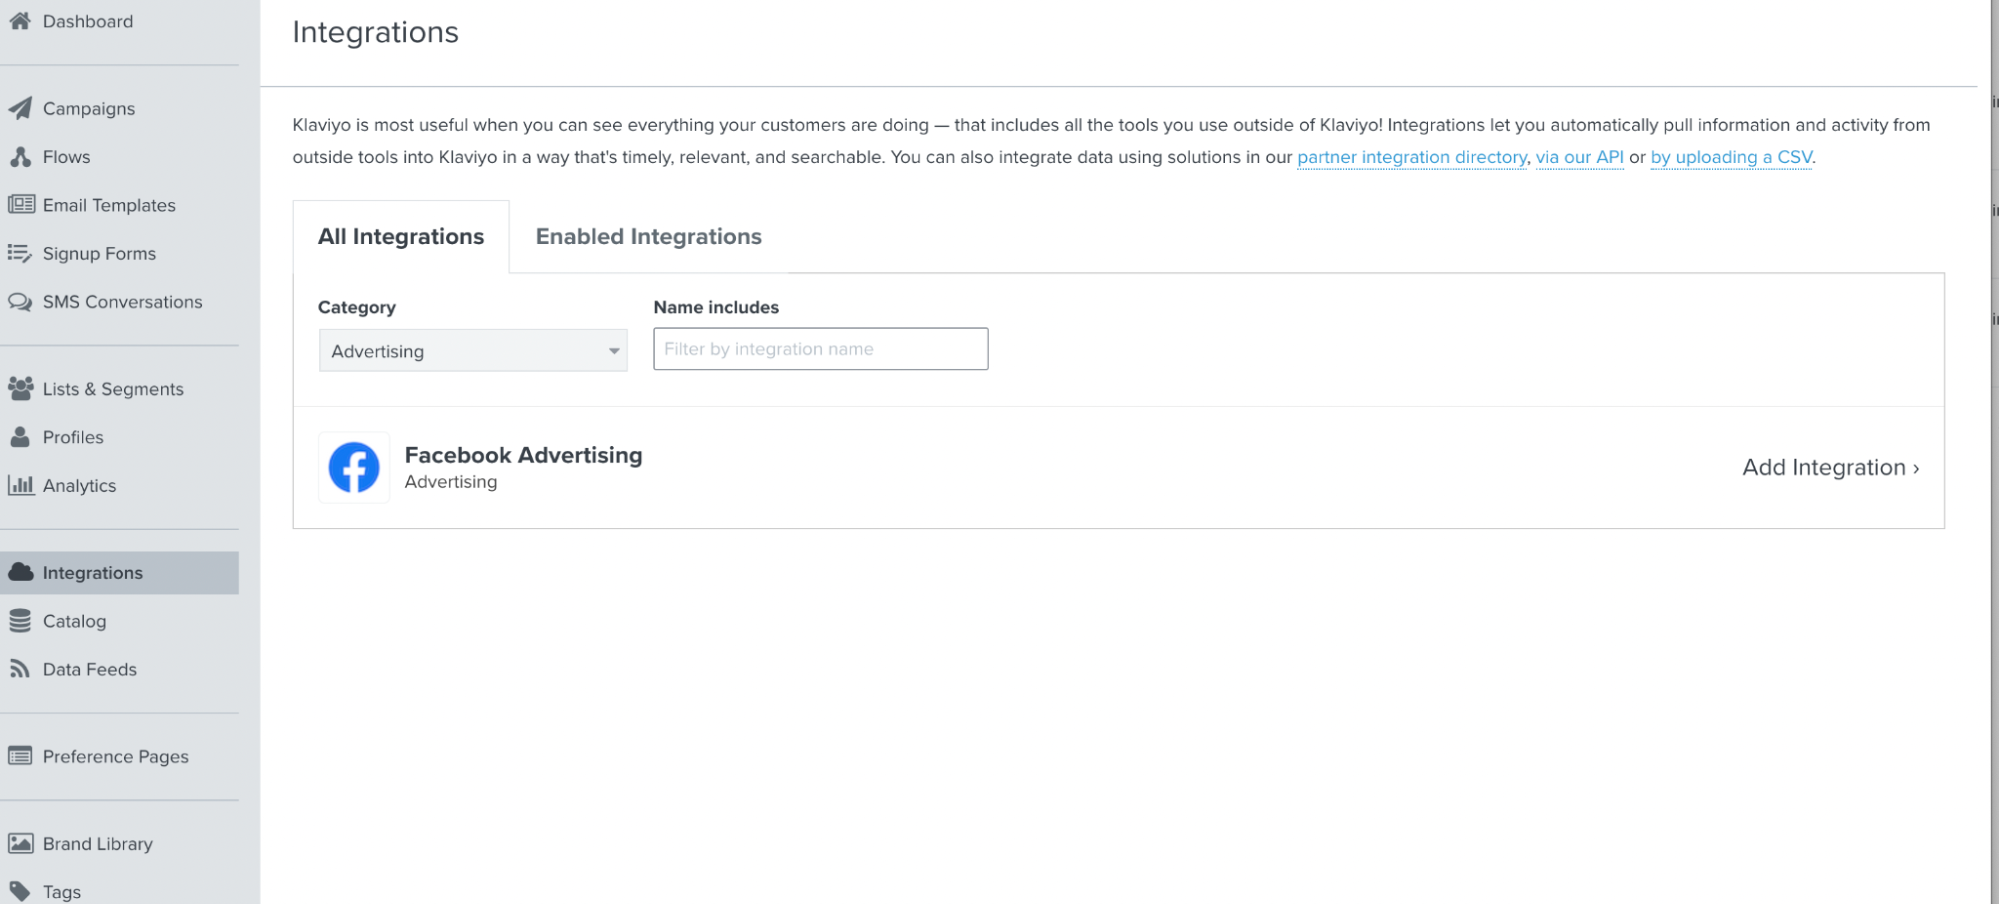 Dashboard
Campaigns
Flows
Email Templates
Signup Forms
SMS Conversations
Lists & Segments
Profiles
Analytics
Integrations
Catalog
Data Feeds
Preference Pages
Brand Library
Tags
Integrations
Klaviyo is most useful when you can see everything your customers are doing — that includes all the tools you use outside of Klaviyo! Integrations let you automatically pull information and activity from
outside tools into Klaviyo in a way that's timely, relevant, and searchable. You can also integrate data using solutions in our partner integration directory, via our API or by uploading a CSV.
All Integrations Enabled Integrations
Category Name includes
Advertising Filter by integration name
Facebook Advertising
Advertising
Add Integration ›